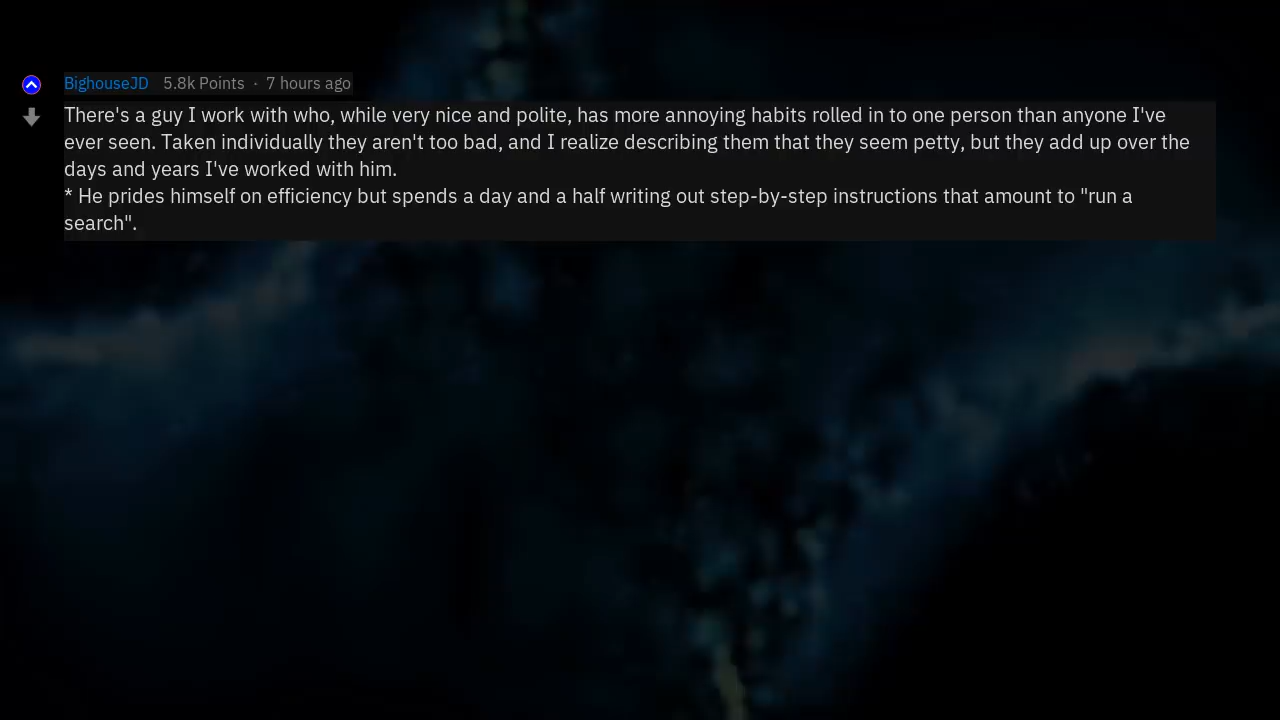 BighouseJD 5.8k Points · 7 hours ago
There's a guy I work with who, while very nice and polite, has more annoying habits rolled in to one person than anyone I've
ever seen. Taken individually they aren't too bad, and I realize describing them that they seem petty, but they add up over the
days and years I've worked with him.
* He prides himself on efficiency but spends a day and a half writing out step-by-step instructions that amount to "run a
search".